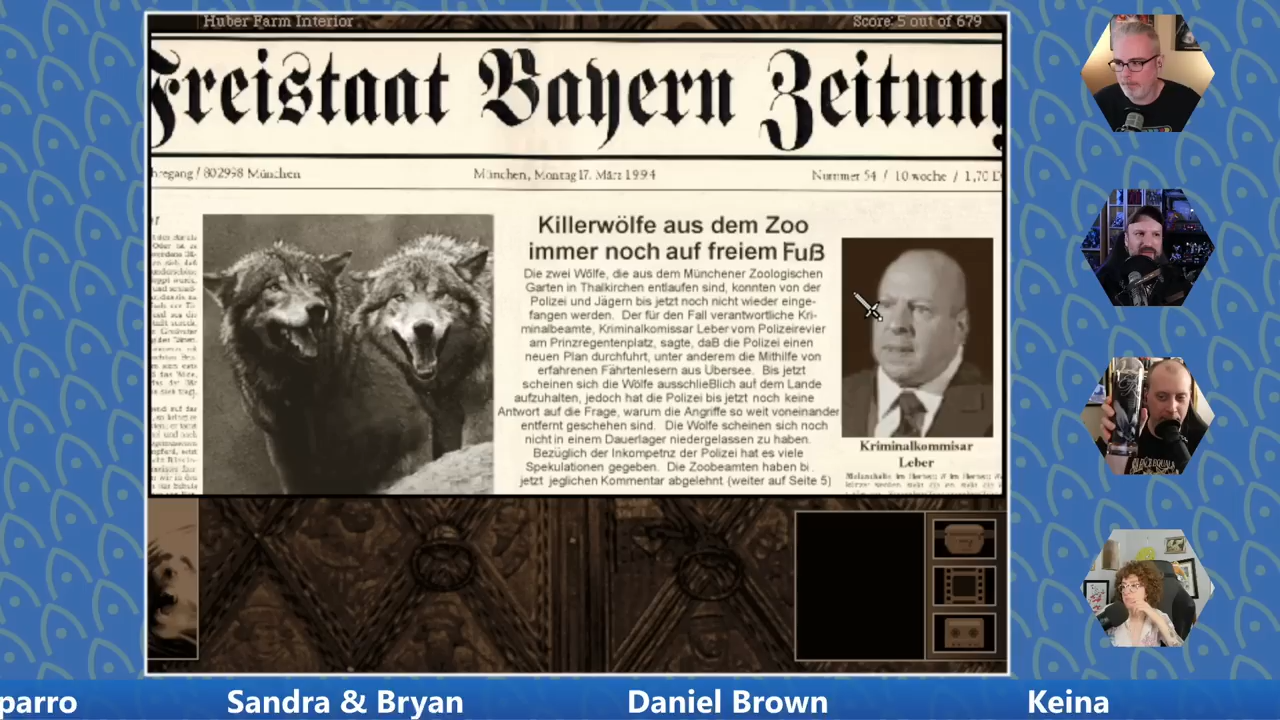 Huber Farm Interior
Score: 5 out of 679
Freistaat Bayern Zeitung
/ 802998 München
München, Montag 17. März 1994
Nummer 54 / 10 woche / 1,70
Killerwölfe aus dem Zoo
immer noch auf freiem Fuß
Die zwei Wölfe, die aus dem Münchener Zoologischen
Garten in Thalkirchen entlaufen sind, konnten von der
Polizei und Jägern bis jetzt noch nicht wieder einge-
fangen werden. Der für den Fall verantwortliche Kri-
minalbeamte, Kriminalkomissar Leber vom Polizeirevier
am Prinzregentenplatz, sagte, daß die Polizei einen
neuen Plan durchfuhrt, unter anderem die Mithilfe von
erfahrenen Fährtenlesern aus Übersee. Bis jetzt
scheinen sich die Wölfe ausschließlich auf dem Lande
aufzuhalten, jedoch hat die Polizei bis jetzt noch keine
Antwort auf die Frage, warum die Angriffe so weit voneinander
entfernt geschehen sind. Die Wolfe scheinen sich noch
nicht in einem Dauerlager niedergelassen zu haben.
Bezüglich der Inkompetnz der Polizei hat es viele
Spekulationen gegeben. Die Zoobeamten haben bi .
jetzt jeglichen Kommentar abgelehnt (weiter auf Seite 5)
Kriminalkommisar
Leber
parro
Sandra & Bryan
Daniel Brown
Keina